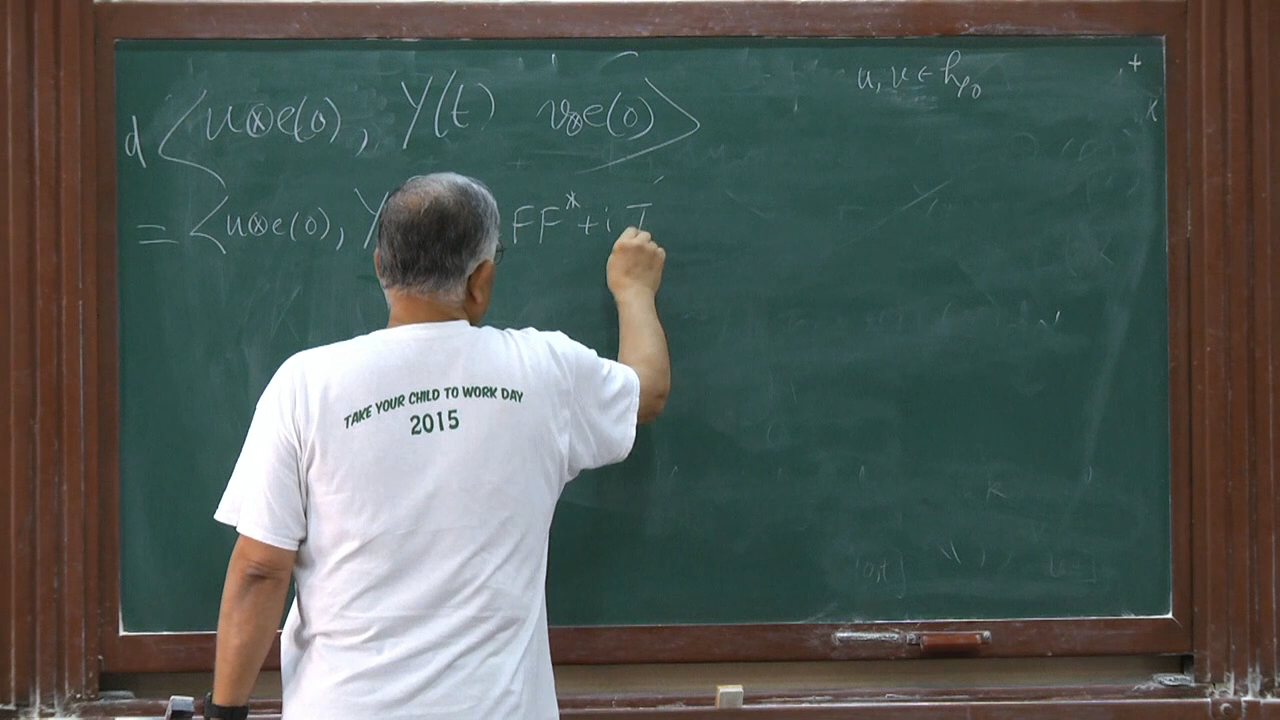 d⟨u⊗e(0), Y(t) v⊗e(0)⟩
u, v ∈ h₀
= ⟨u⊗e(0), Y FF* + i
TAKE YOUR CHILD TO WORK DAY
2015